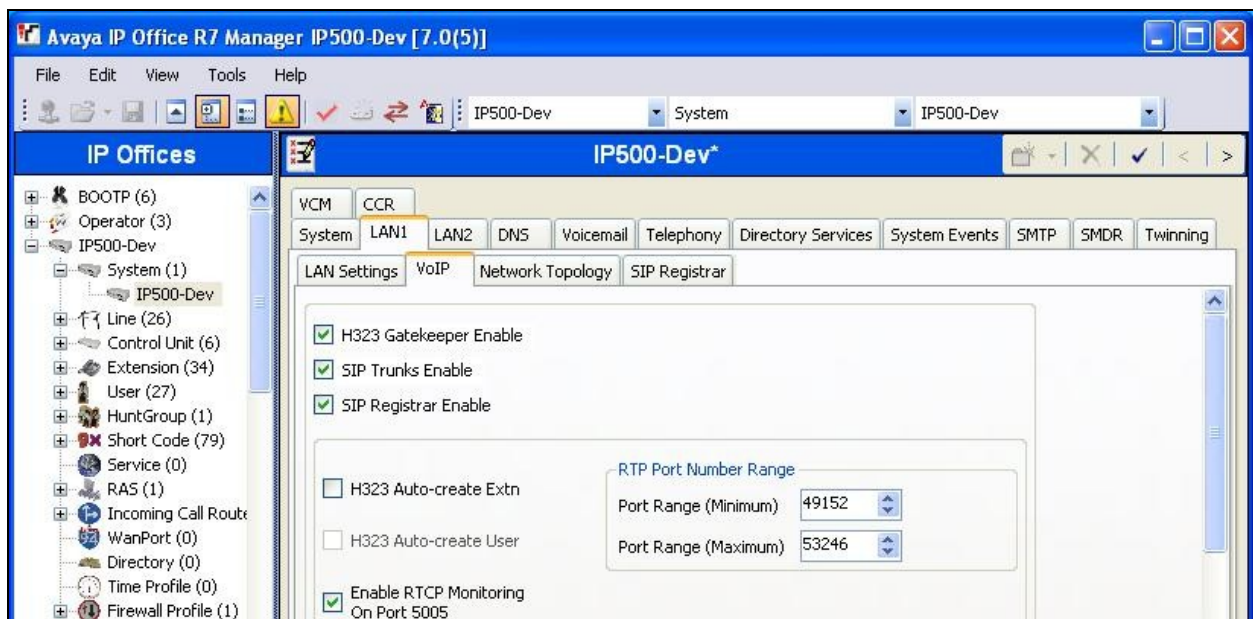 Avaya IP Office R7 Manager IP500-Dev [7.0(5)]
File Edit View Tools Help
IP500-Dev System IP500-Dev
IP Offices
IP500-Dev*
BOOTP (6)
Operator (3)
IP500-Dev
System (1)
IP500-Dev
Line (26)
Control Unit (6)
Extension (34)
User (27)
HuntGroup (1)
Short Code (79)
Service (0)
RAS (1)
Incoming Call Route
WanPort (0)
Directory (0)
Time Profile (0)
Firewall Profile (1)
VCM CCR
System LAN1 LAN2 DNS Voicemail Telephony Directory Services System Events SMTP SMDR Twinning
LAN Settings VoIP Network Topology SIP Registrar
H323 Gatekeeper Enable
SIP Trunks Enable
SIP Registrar Enable
H323 Auto-create Extn
H323 Auto-create User
Enable RTCP Monitoring
On Port 5005
RTP Port Number Range
Port Range (Minimum) 49152
Port Range (Maximum) 53246